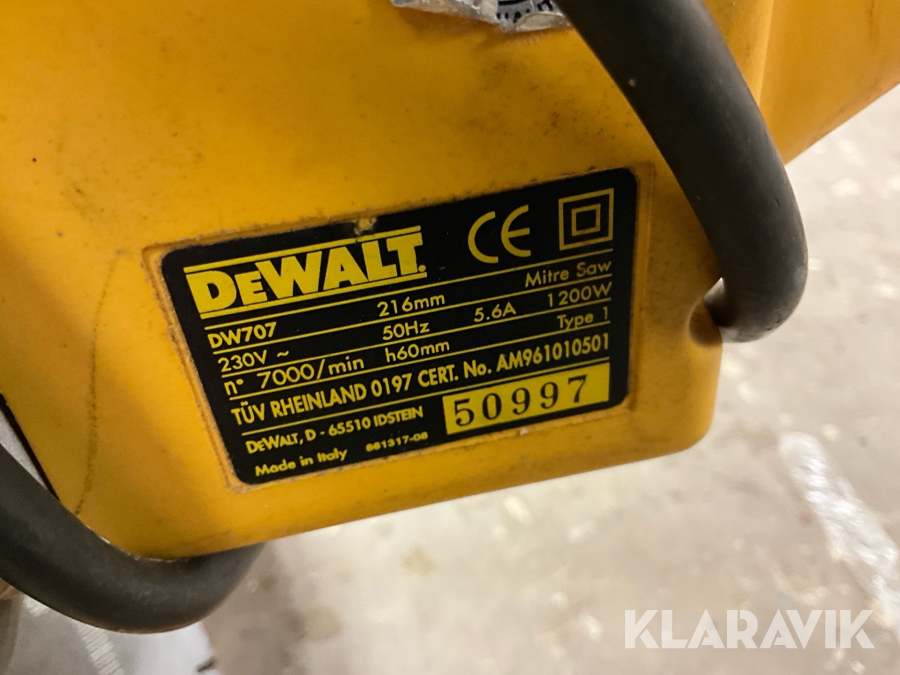 DEWALT.
CE
DW707 216mm Mitre Saw
230V ~ 50Hz 5.6A 1200W
n° 7000/min h60mm Type 1
TÜV RHEINLAND 0197 CERT. No. AM961010501
DEWALT, D - 65510 IDSTEIN 50997
Made in Italy 561317-08
KLARAVIK